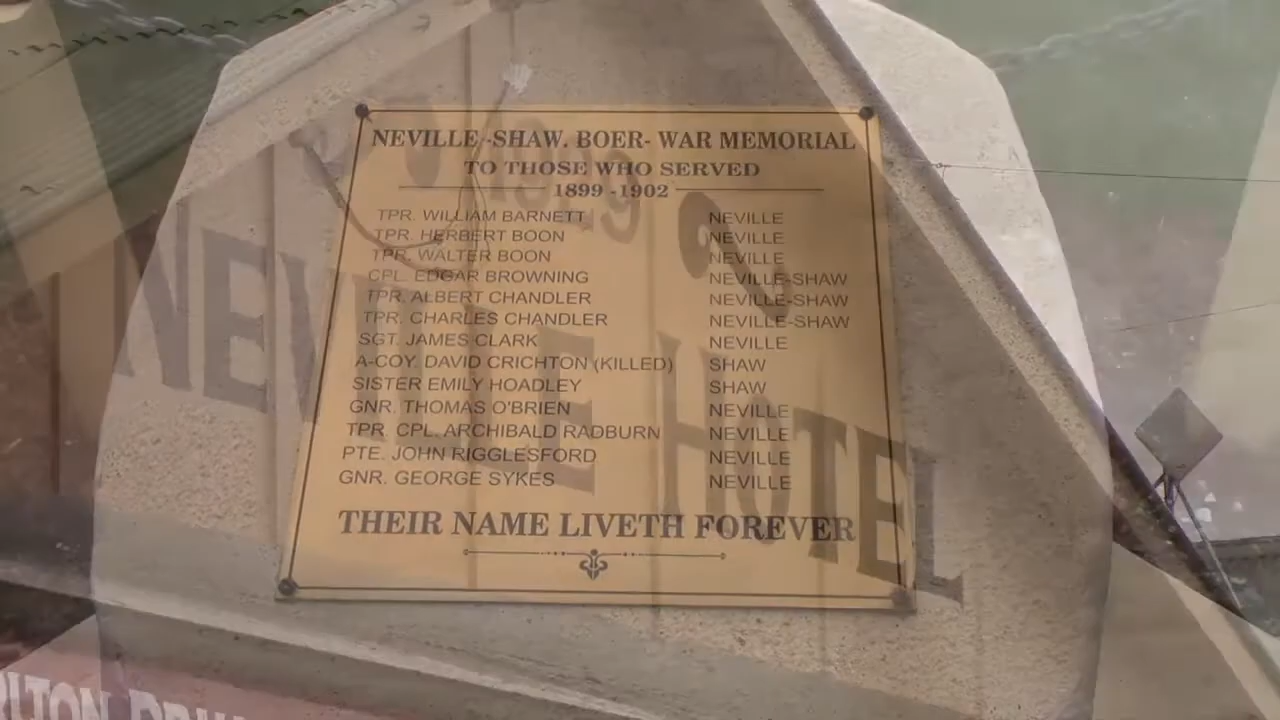 NEVILLE-SHAW. BOER-WAR MEMORIAL
TO THOSE WHO SERVED
1899 -1902
TPR. WILLIAM BARNETT NEVILLE
TPR. HERBERT BOON NEVILLE
TPR. WALTER BOON NEVILLE
CPL. EDGAR BROWNING NEVILLE-SHAW
TPR. ALBERT CHANDLER NEVILLE-SHAW
TPR. CHARLES CHANDLER NEVILLE-SHAW
SGT. JAMES CLARK NEVILLE
A-COY. DAVID CRICHTON (KILLED) SHAW
SISTER EMILY HOADLEY SHAW
GNR. THOMAS O'BRIEN NEVILLE
TPR. CPL. ARCHIBALD RADBURN NEVILLE
PTE. JOHN RIGGLESFORD NEVILLE
GNR. GEORGE SYKES NEVILLE
THEIR NAME LIVETH FOREVER
NEVILLE HOTEL